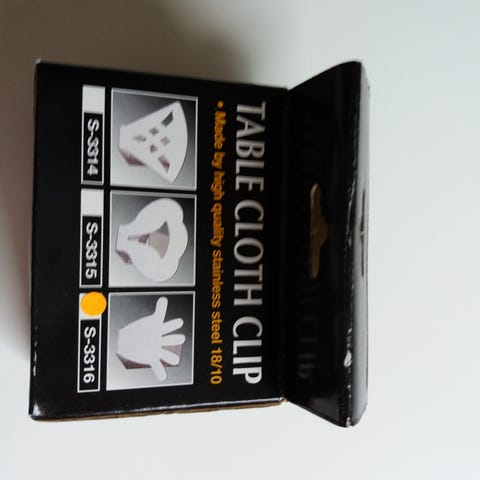 TABLE CLOTH CLIP
• Made by high quality stainless steel 18/10
S-3314
S-3315
S-3316